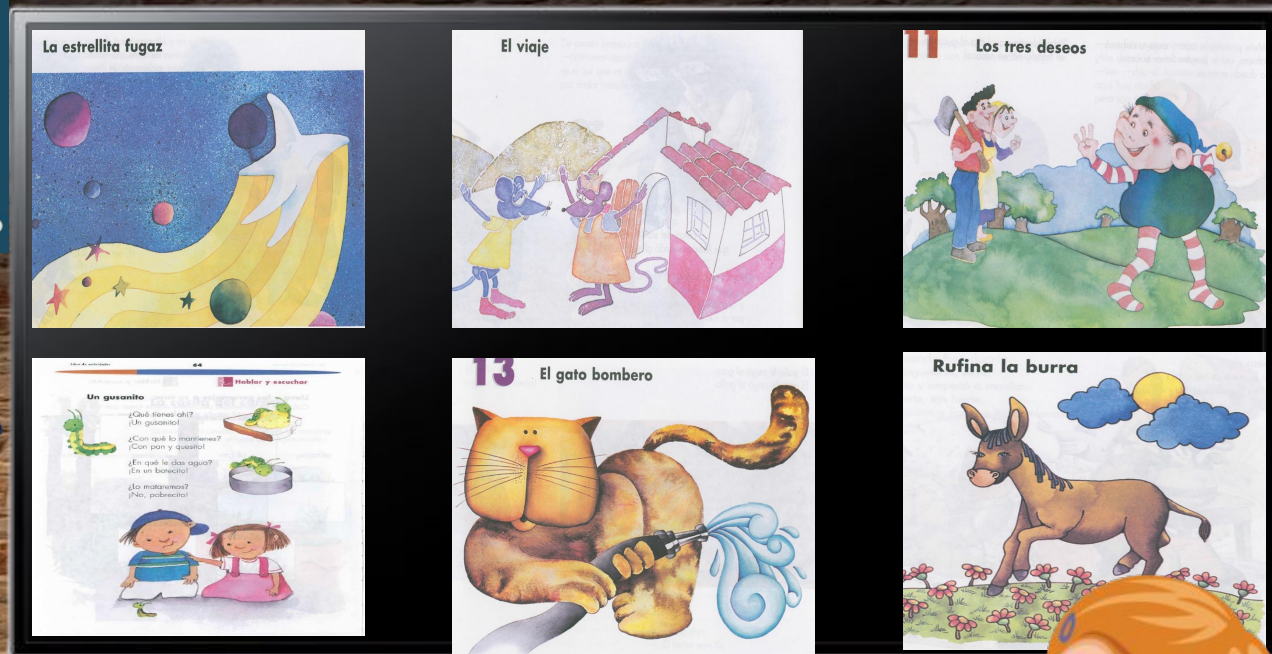 La estrellita fugaz
El viaje
11
Los tres deseos
64
Hablar y escuchar
Un gusanito
¿Qué tienes ahí?
¡Un gusanito!
¿Con qué lo mantienes?
¡Con pan y quesito!
¿En qué le das agua?
¡En un botecito!
¿Lo mataremos?
¡No, pobrecito!
13
El gato bombero
Rufina la burra